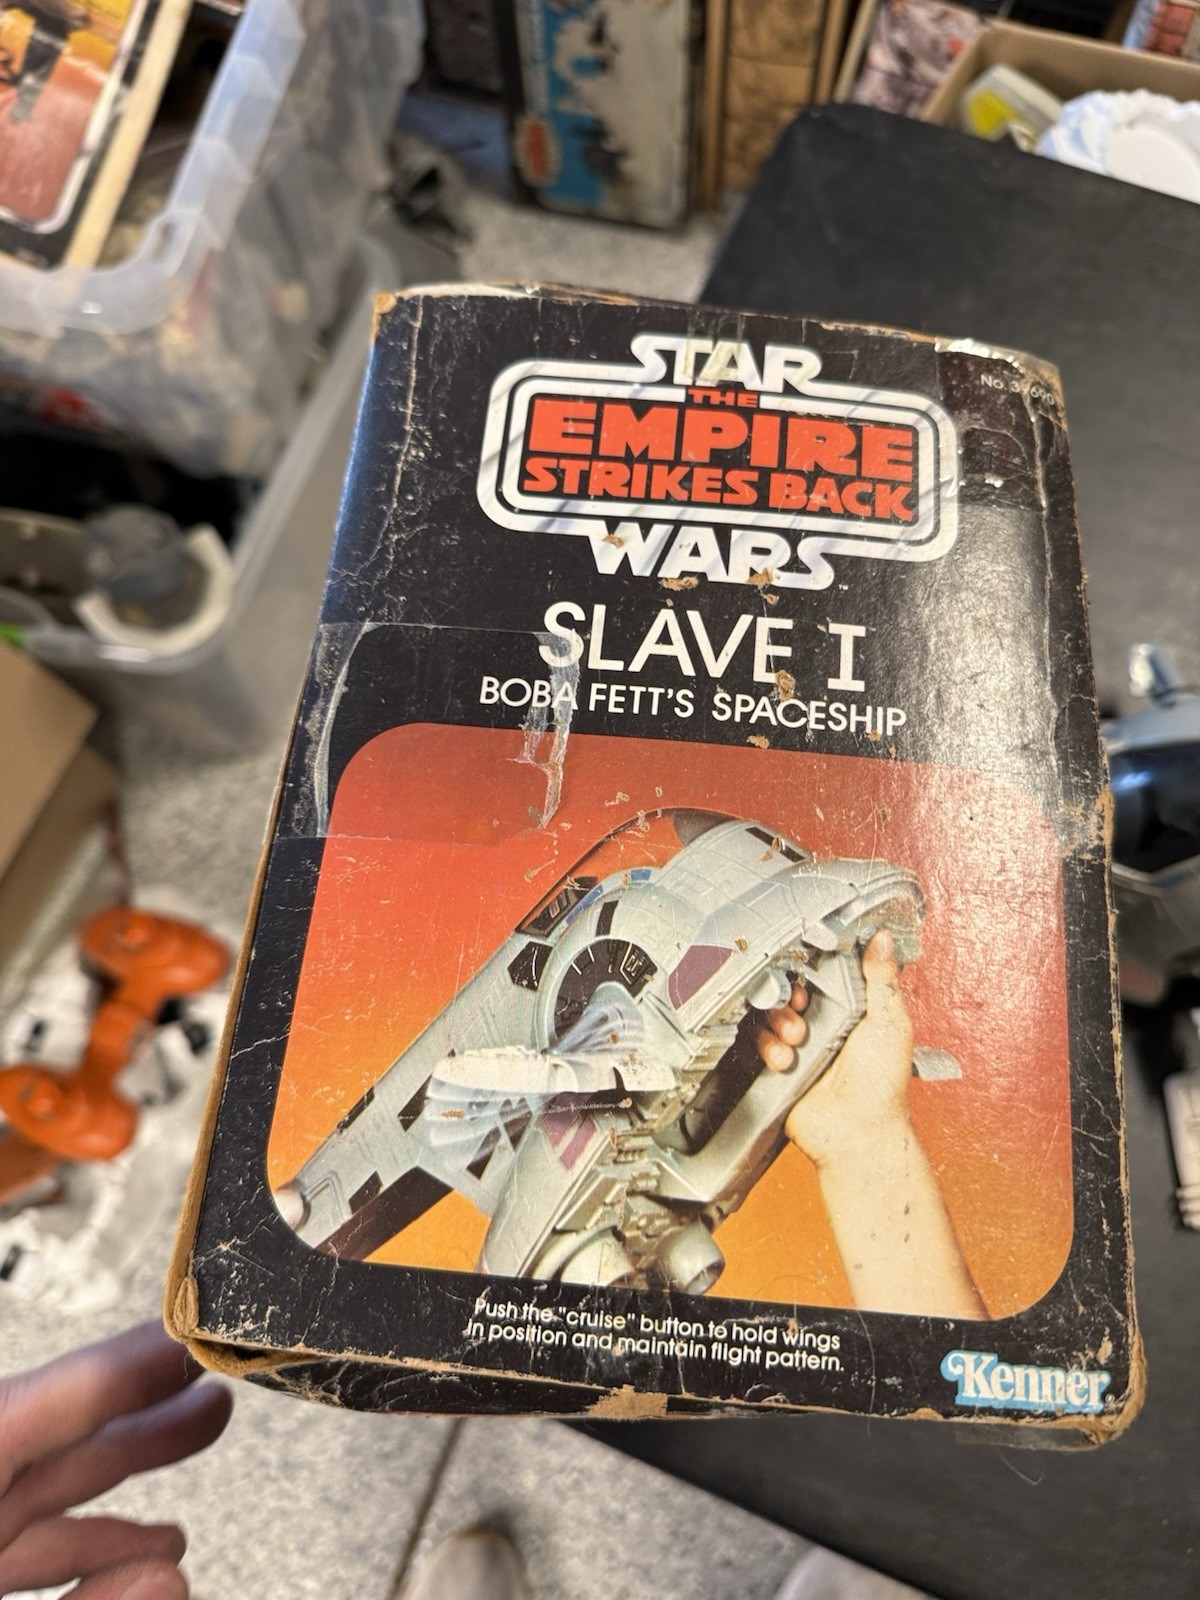 STAR
THE
EMPIRE
STRIKES BACK
WARS
SLAVE I
BOBA FETT'S SPACESHIP
Push the "cruise" button to hold wings
in position and maintain flight pattern.
Kenner